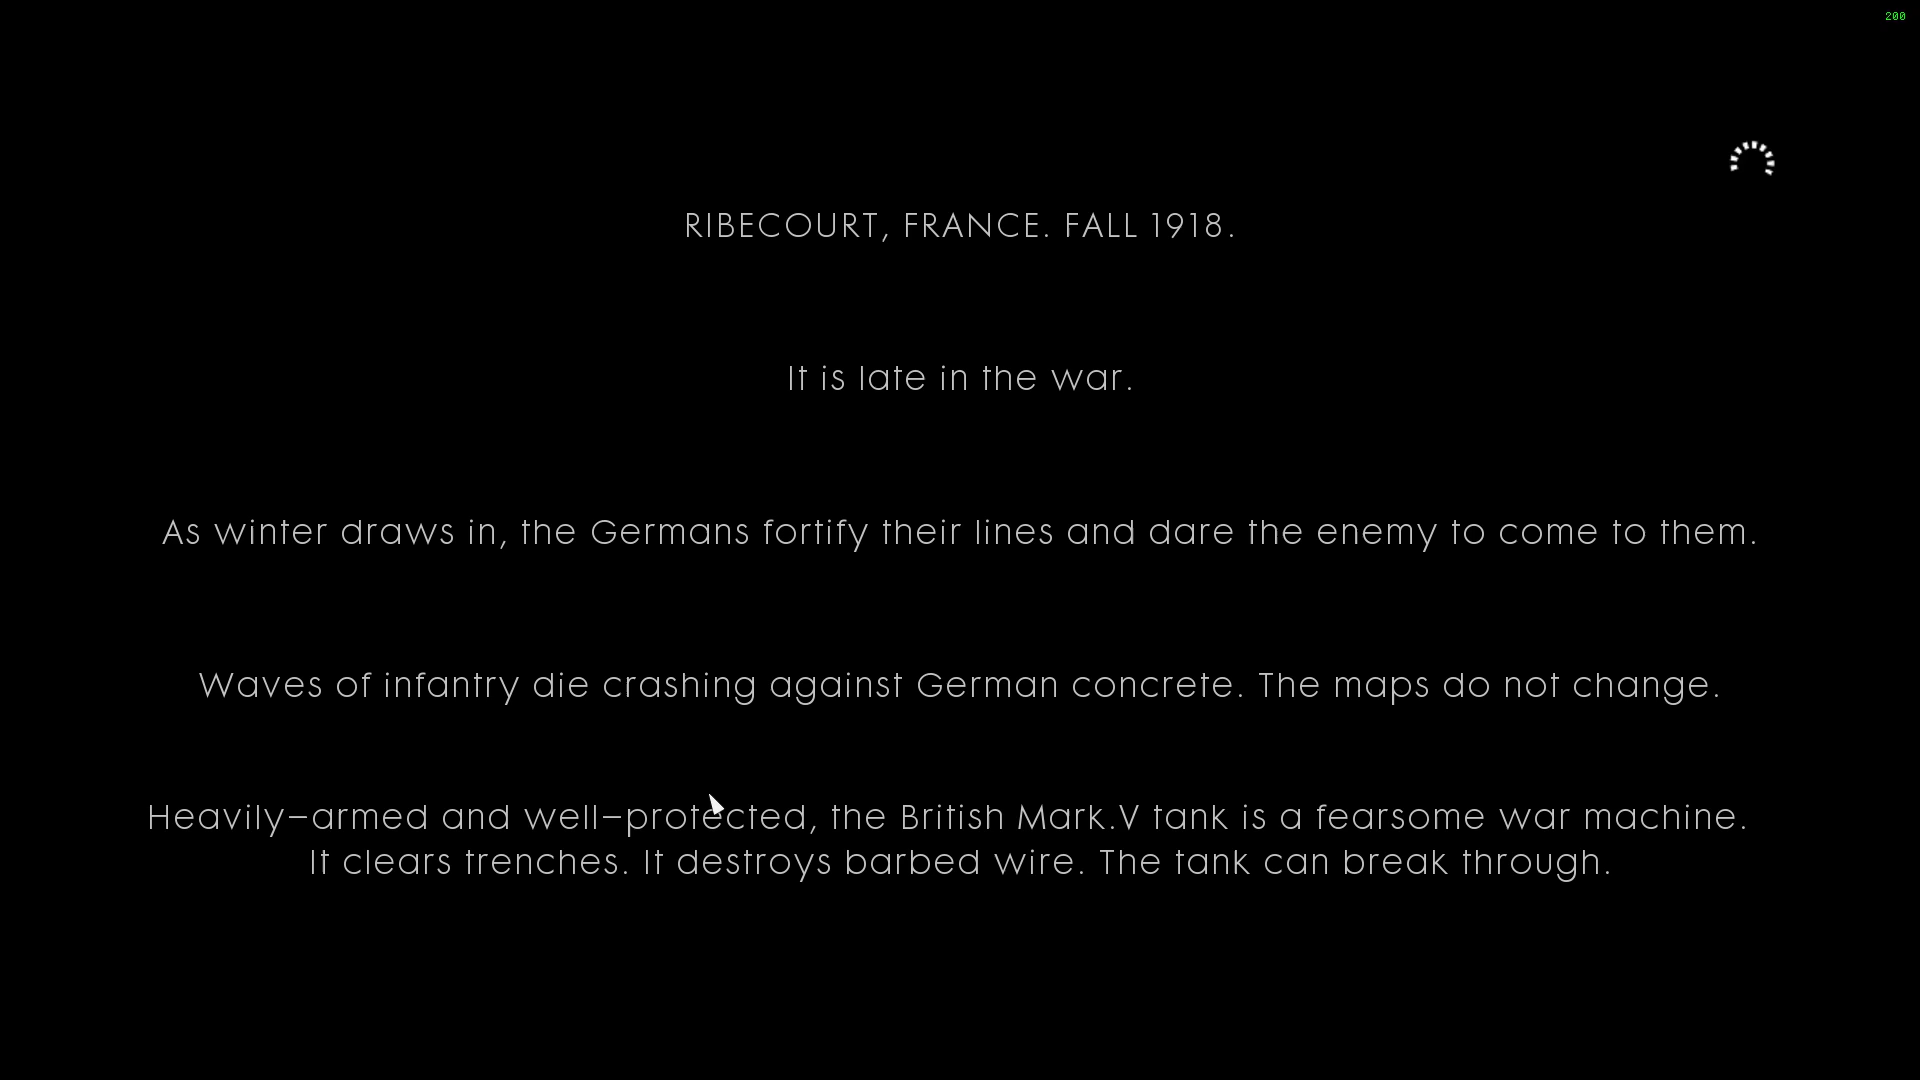 200
RIBECOURT, FRANCE. FALL 1918.
It is late in the war.
As winter draws in, the Germans fortify their lines and dare the enemy to come to them.
Waves of infantry die crashing against German concrete. The maps do not change.
Heavily-armed and well-protected, the British Mark.V tank is a fearsome war machine.
It clears trenches. It destroys barbed wire. The tank can break through.